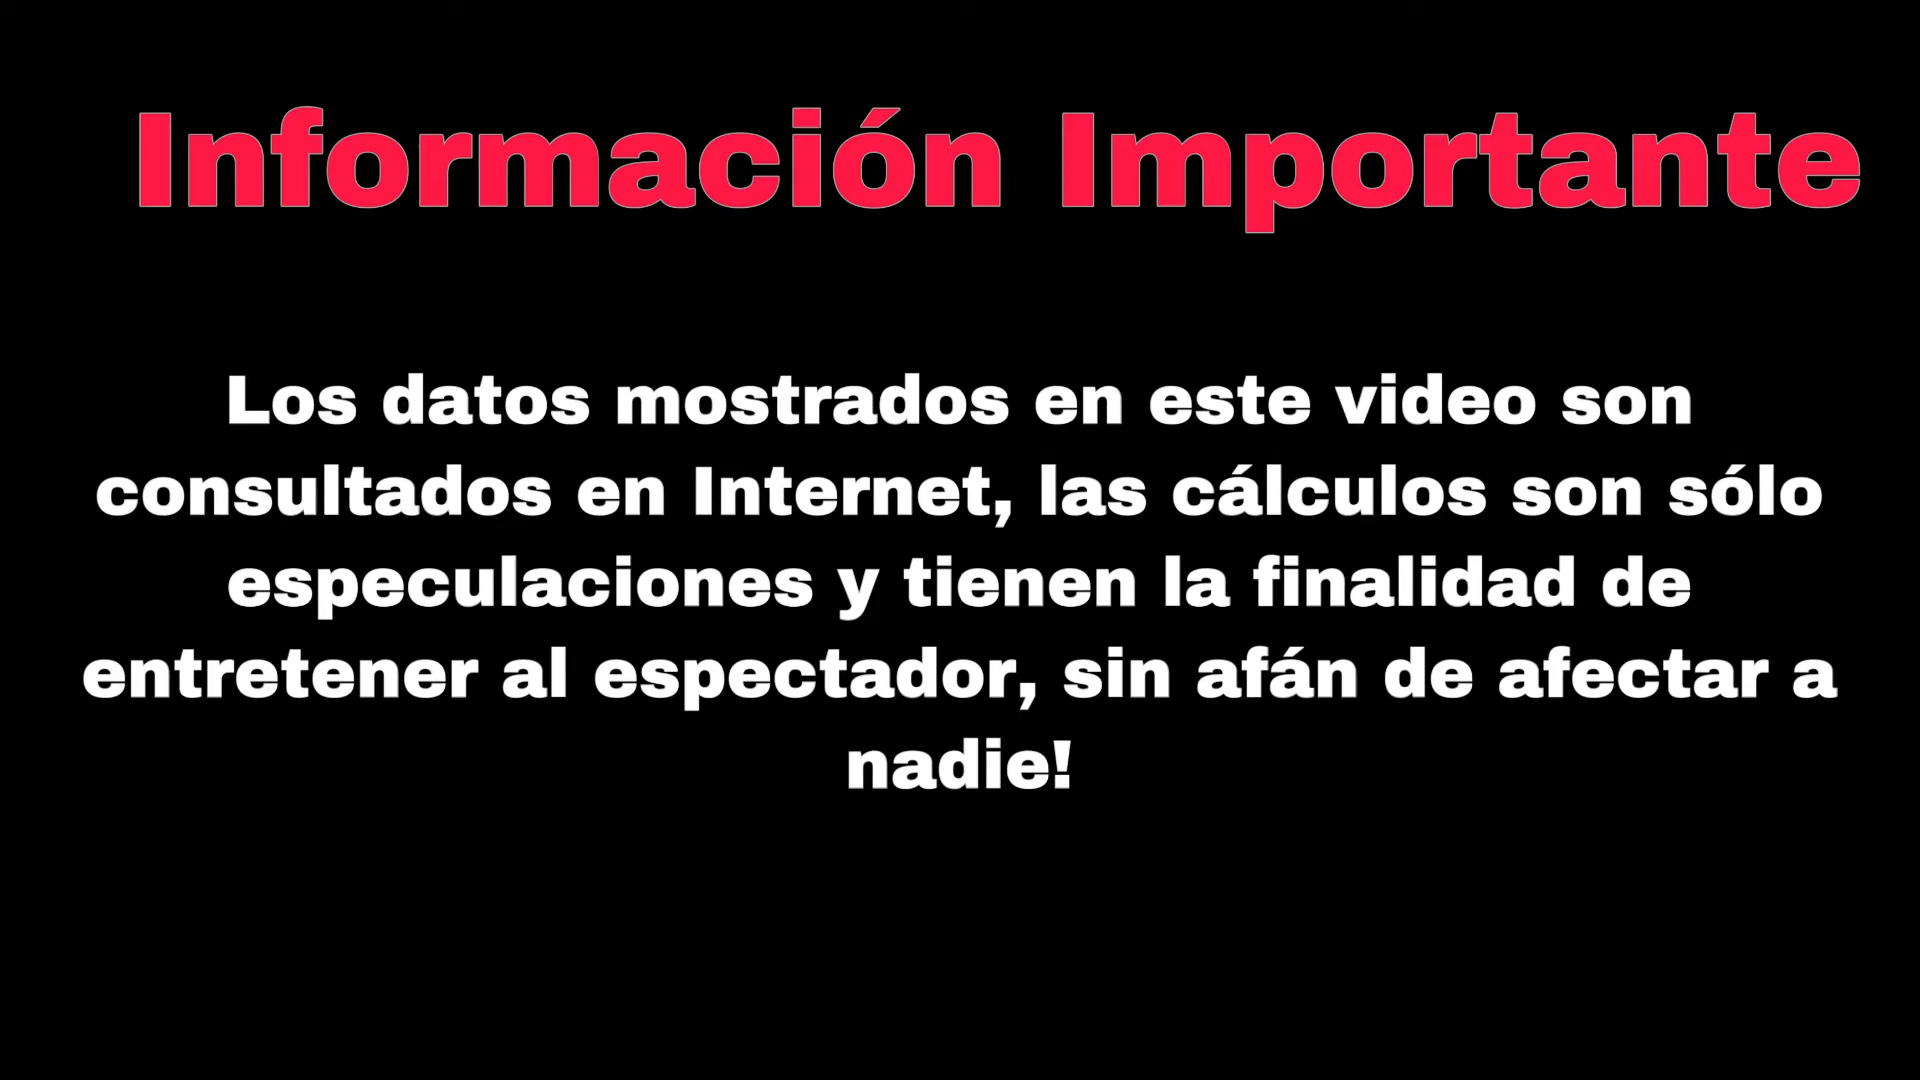 Información Importante
Los datos mostrados en este video son
consultados en Internet, las cálculos son sólo
especulaciones y tienen la finalidad de
entretener al espectador, sin afán de afectar a
nadie!